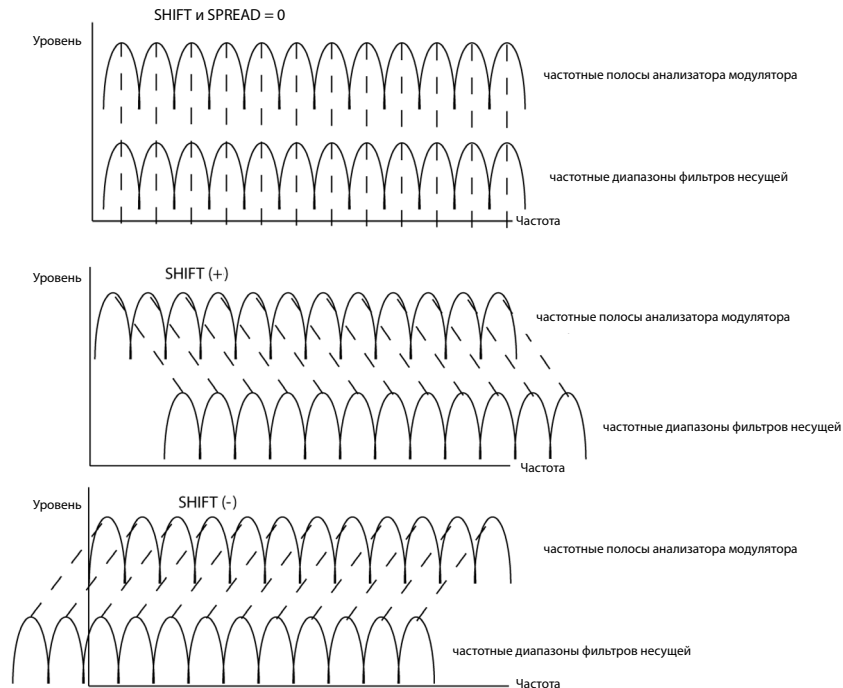 SHIFT и SPREAD = 0
Уровень
частотные полосы анализатора модулятора
частотные диапазоны фильтров несущей
Частота
Уровень
SHIFT (+)
частотные полосы анализатора модулятора
частотные диапазоны фильтров несущей
Частота
Уровень
SHIFT (-)
частотные полосы анализатора модулятора
частотные диапазоны фильтров несущей
Частота